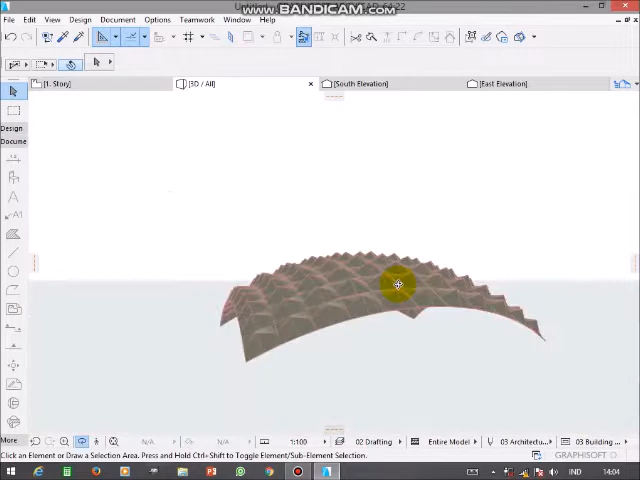 WWW.BANDICAM.COM
File Edit View Design Document Options Teamwork Window Help
[1. Story] [3D / All] [South Elevation] [East Elevation]
Design
Docume
A
A1
More
N/A N/A 1:100 02 Drafting Entire Model 03 Architectu... 03 Building ...
Click an Element or Draw a Selection Area. Press and Hold Ctrl+Shift to Toggle Element/Sub-Element Selection.
GRAPHISOFT
IND 14:04